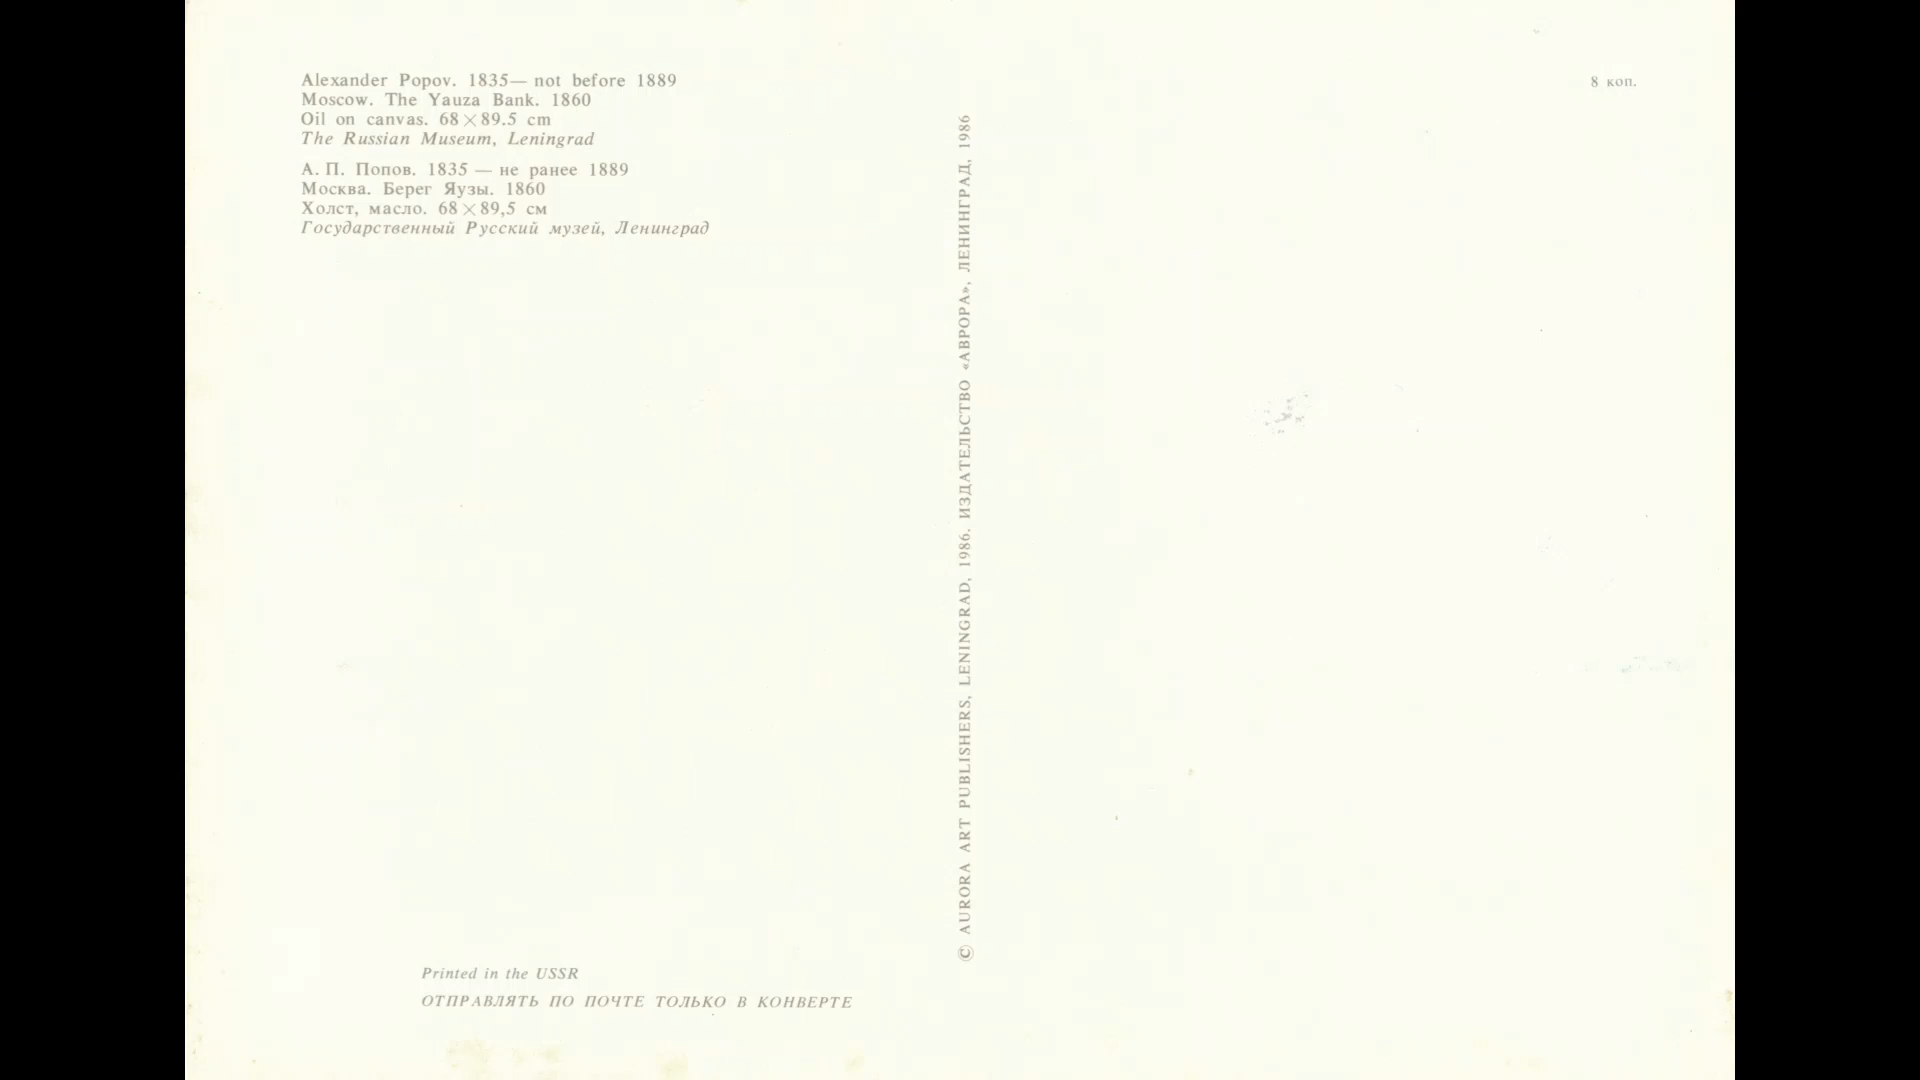 Alexander Popov. 1835— not before 1889
Moscow. The Yauza Bank. 1860
Oil on canvas. 68×89.5 cm
The Russian Museum, Leningrad
А. П. Попов. 1835 — не ранее 1889
Москва. Берег Яузы. 1860
Холст, масло. 68×89,5 см
Государственный Русский музей, Ленинград
8 коп.
© AURORA ART PUBLISHERS, LENINGRAD, 1986. ИЗДАТЕЛЬСТВО «АВРОРА», ЛЕНИНГРАД, 1986
Printed in the USSR
ОТПРАВЛЯТЬ ПО ПОЧТЕ ТОЛЬКО В КОНВЕРТЕ